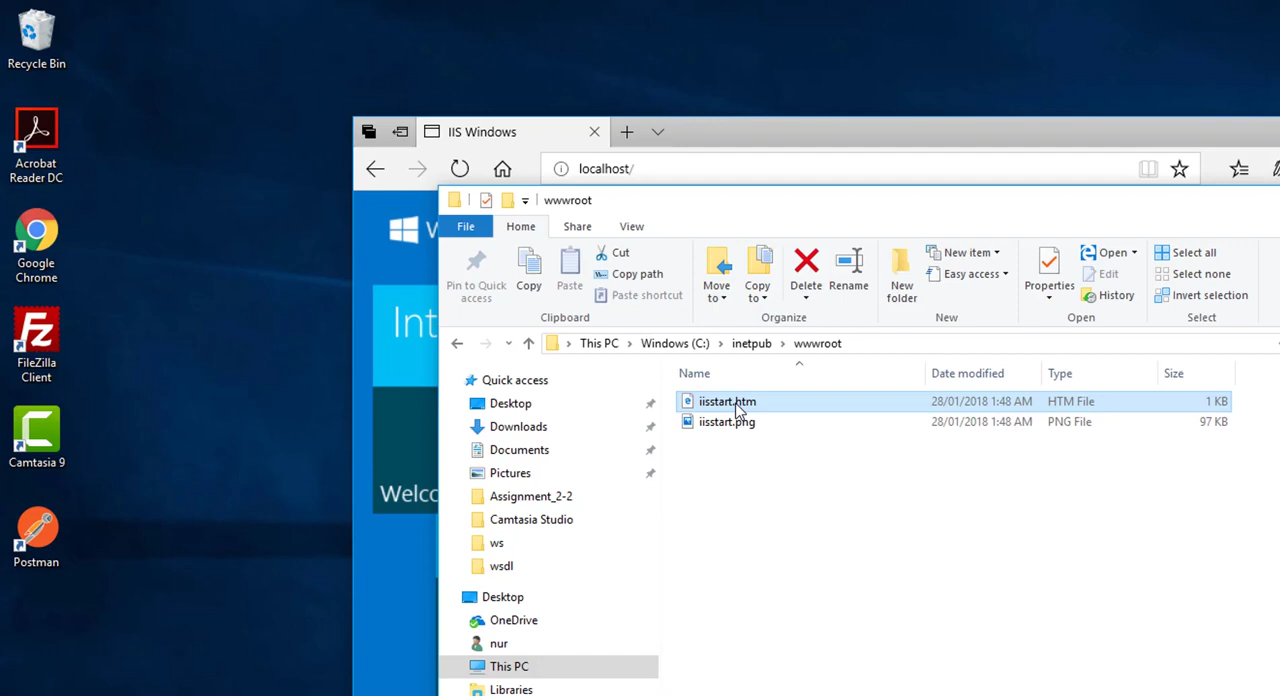 Recycle Bin
Acrobat
Reader DC
Google
Chrome
FileZilla
Client
Camtasia 9
Postman
IIS Windows
localhost/
Int
Welco
wwwroot
File Home Share View
Pin to Quick
access
Copy
Paste
Cut
Copy path
Paste shortcut
Clipboard
Move
to
Copy
to
Delete
Rename
Organize
New
folder
New item
Easy access
New
Properties
Open
Edit
History
Open
Select all
Select none
Invert selection
Select
This PC > Windows (C:) > inetpub > wwwroot
Name Date modified Type Size
iisstart.htm 28/01/2018 1:48 AM HTM File 1 KB
iisstart.png 28/01/2018 1:48 AM PNG File 97 KB
Quick access
Desktop
Downloads
Documents
Pictures
Assignment_2-2
Camtasia Studio
ws
wsdl
Desktop
OneDrive
nur
This PC
Libraries